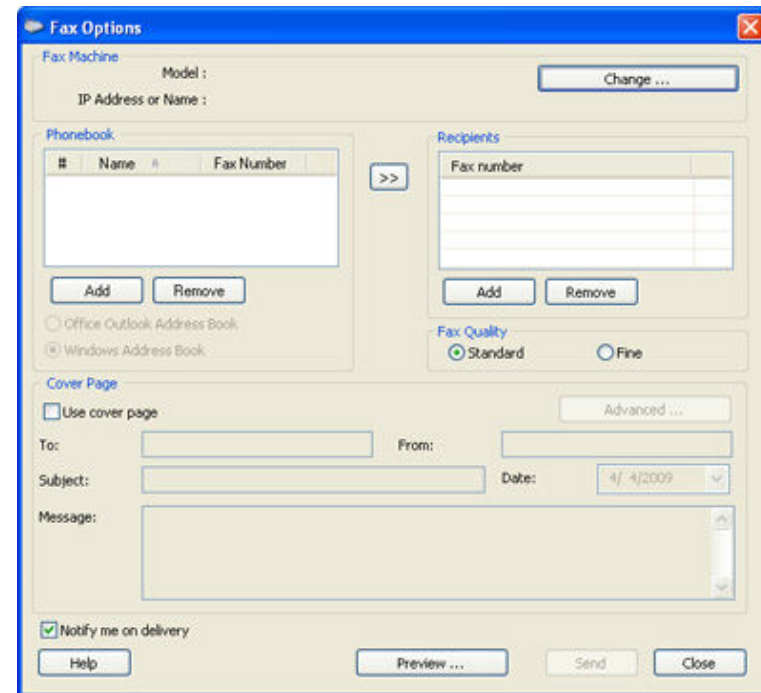 Fax Options
Fax Machine
Model :
Change ...
IP Address or Name :
Phonebook
# Name Fax Number
>>
Recipients
Fax number
Add Remove
Add Remove
Office Outlook Address Book
Windows Address Book
Fax Quality
Standard Fine
Cover Page
Use cover page
Advanced ...
To:
From:
Subject:
Date: 4/ 4/2009
Message:
Notify me on delivery
Help Preview ... Send Close